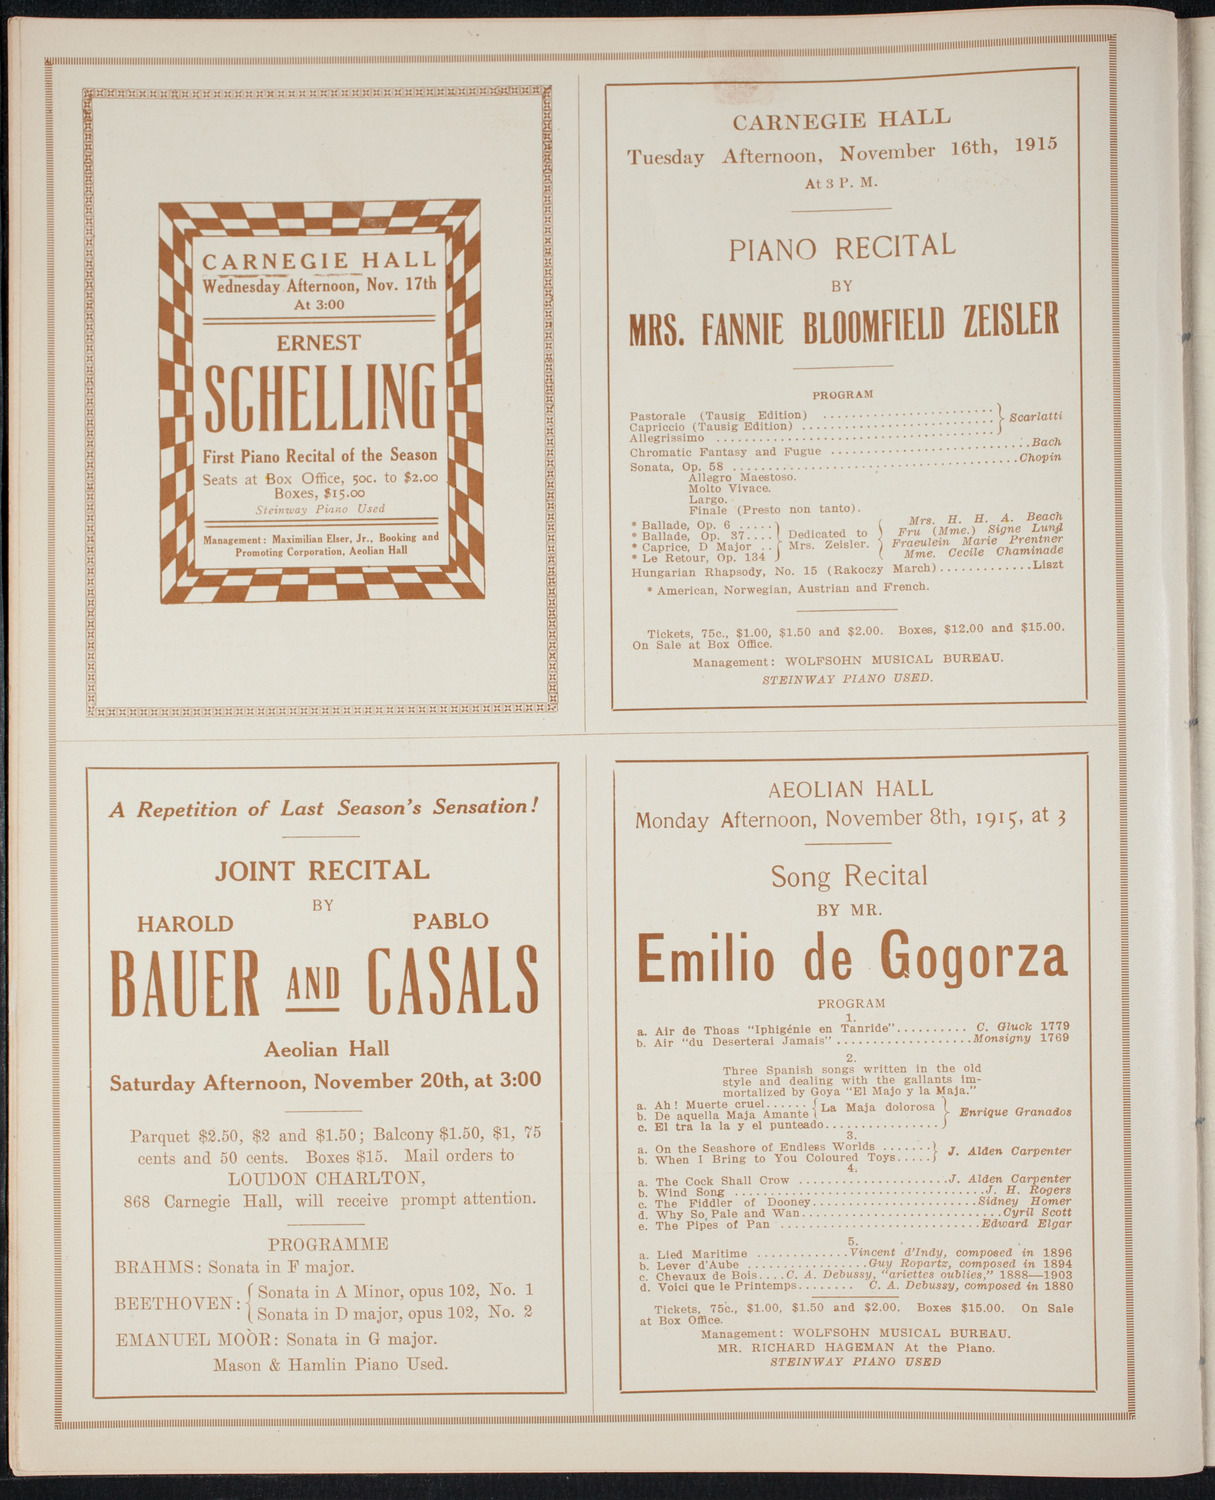 CARNEGIE HALL
Wednesday Afternoon, Nov. 17th
At 3:00
ERNEST
SCHELLING
First Piano Recital of the Season
Seats at Box Office, 50c. to $2.00
Boxes, $15.00
Steinway Piano Used
Management: Maximilian Elser, Jr., Booking and
Promoting Corporation, Aeolian Hall
CARNEGIE HALL
Tuesday Afternoon, November 16th, 1915
At 3 P. M.
PIANO RECITAL
BY
MRS. FANNIE BLOOMFIELD ZEISLER
PROGRAM
Pastorale (Tausig Edition) ........................ } Scarlatti
Capriccio (Tausig Edition) ..........................
Allegrissimo ......................................
Chromatic Fantasy and Fugue ..........................Bach
Sonata, Op. 58 ......................................Chopin
Allegro Maestoso.
Molto Vivace.
Largo.
Finale (Presto non tanto).
* Ballade, Op. 6 ..... } Dedicated to Mrs. Zeisler. { Mrs. H. H. A. Beach
* Ballade, Op. 37.... Fru (Mme.) Signe Lund
* Caprice, D Major .. Fraeulein Marie Prentner
* Le Retour, Op. 134 Mme. Cecile Chaminade
Hungarian Rhapsody, No. 15 (Rakoczy March).............Liszt
* American, Norwegian, Austrian and French.
Tickets, 75c., $1.00, $1.50 and $2.00. Boxes, $12.00 and $15.00.
On Sale at Box Office.
Management: WOLFSOHN MUSICAL BUREAU.
STEINWAY PIANO USED.
A Repetition of Last Season's Sensation!
JOINT RECITAL
BY
HAROLD PABLO
BAUER AND CASALS
Aeolian Hall
Saturday Afternoon, November 20th, at 3:00
Parquet $2.50, $2 and $1.50; Balcony $1.50, $1, 75
cents and 50 cents. Boxes $15. Mail orders to
LOUDON CHARLTON,
868 Carnegie Hall, will receive prompt attention.
PROGRAMME
BRAHMS: Sonata in F major.
BEETHOVEN: { Sonata in A Minor, opus 102, No. 1
Sonata in D major, opus 102, No. 2
EMANUEL MOÒR: Sonata in G major.
Mason & Hamlin Piano Used.
AEOLIAN HALL
Monday Afternoon, November 8th, 1915, at 3
Song Recital
BY MR.
Emilio de Gogorza
PROGRAM
1.
a. Air de Thoas "Iphigénie en Tanride".......... C. Gluck 1779
b. Air "du Deserterai Jamais" ...................Monsigny 1769
2.
Three Spanish songs written in the old
style and dealing with the gallants im-
mortalized by Goya "El Majo y la Maja."
a. Ah! Muerte cruel...... { La Maja dolorosa } Enrique Granados
b. De aquella Maja Amante
c. El tra la la y el punteado................
3.
a. On the Seashore of Endless Worlds ....... } J. Alden Carpenter
b. When I Bring to You Coloured Toys.....
4.
a. The Cock Shall Crow .....................J. Alden Carpenter
b. Wind Song ...................................J. H. Rogers
c. The Fiddler of Dooney.......................Sidney Homer
d. Why So Pale and Wan............................Cyril Scott
e. The Pipes of Pan ............................Edward Elgar
5.
a. Lied Maritime .............Vincent d'Indy, composed in 1896
b. Lever d'Aube .................Guy Ropartz, composed in 1894
c. Chevaux de Bois....C. A. Debussy, "ariettes oublies," 1888—1903
d. Voici que le Printemps........ C. A. Debussy, composed in 1880
Tickets, 75c., $1.00, $1.50 and $2.00. Boxes $15.00. On Sale
at Box Office.
Management: WOLFSOHN MUSICAL BUREAU.
MR. RICHARD HAGEMAN At the Piano.
STEINWAY PIANO USED